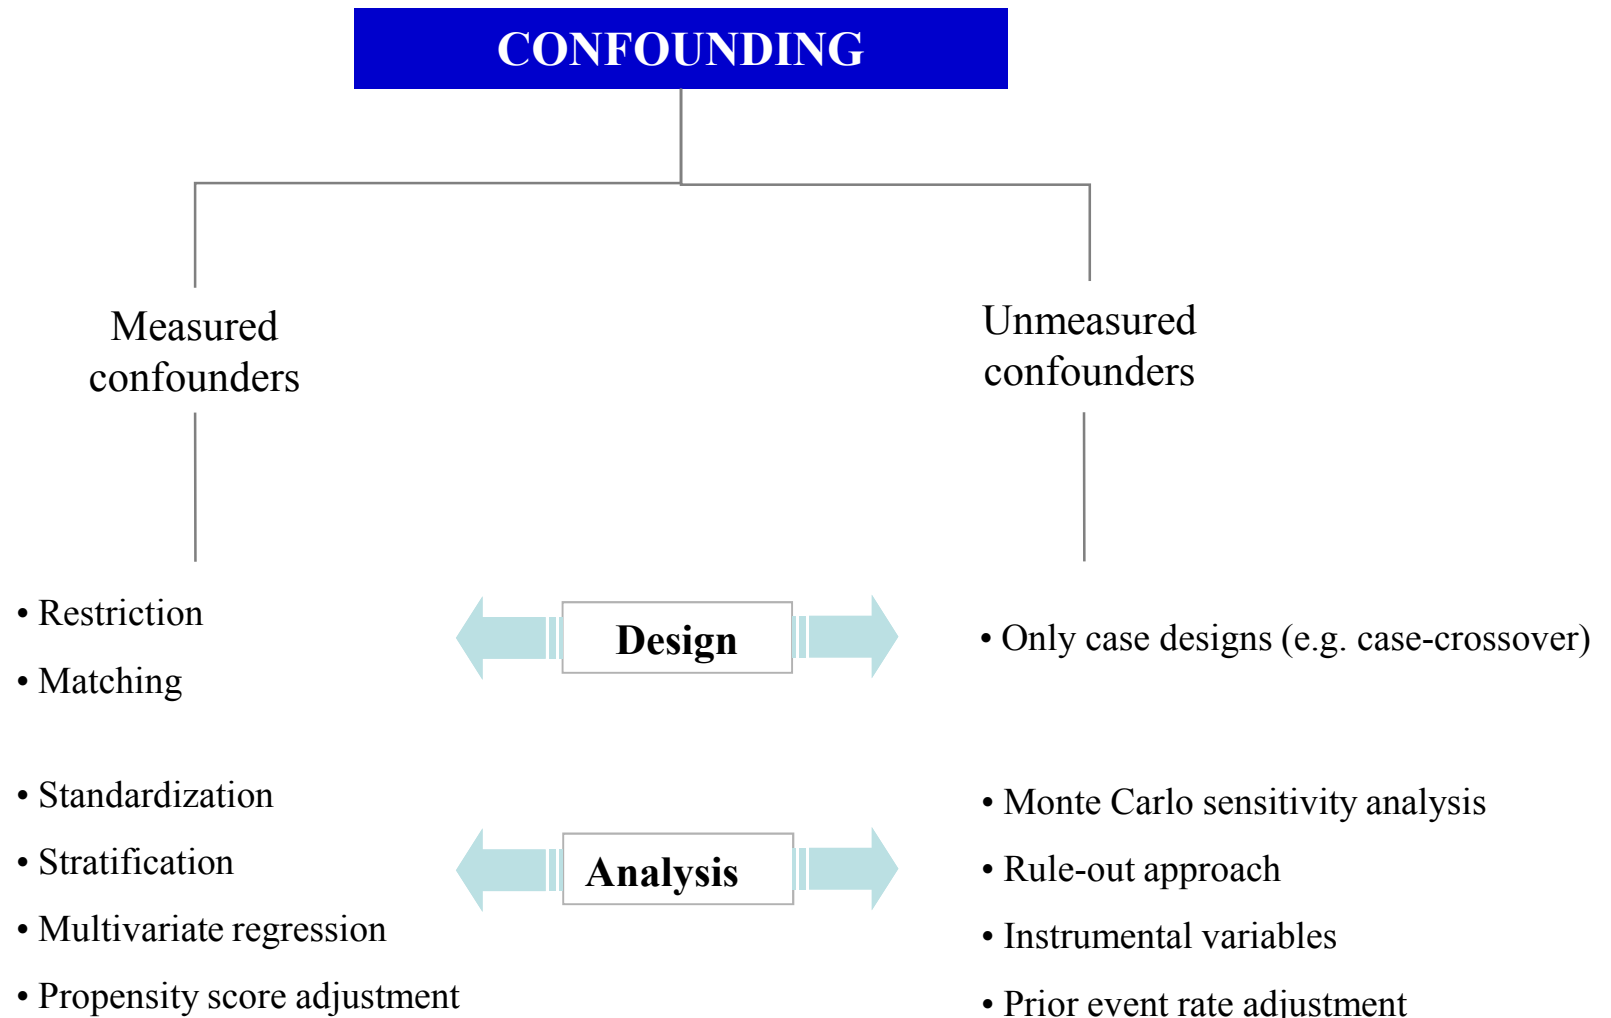 CONFOUNDING
Measured
confounders
Unmeasured
confounders
• Restriction
• Matching
Design
• Only case designs (e.g. case-crossover)
• Standardization
• Stratification
• Multivariate regression
• Propensity score adjustment
Analysis
• Monte Carlo sensitivity analysis
• Rule-out approach
• Instrumental variables
• Prior event rate adjustment